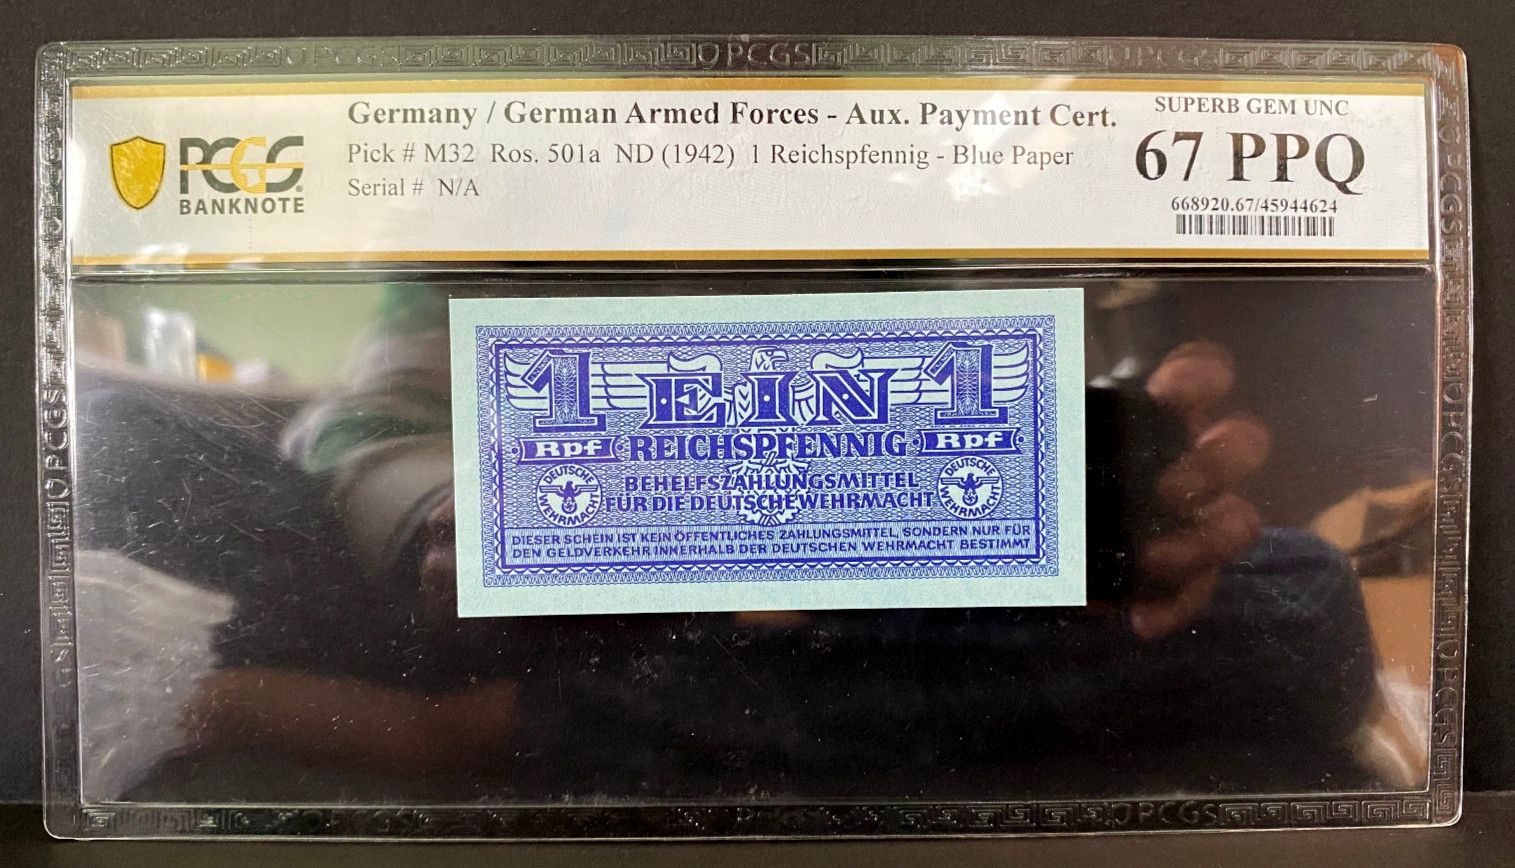 PCGS
Germany / German Armed Forces - Aux. Payment Cert.
Pick # M32 Ros. 501a ND (1942) 1 Reichspfennig - Blue Paper
Serial # N/A
PCGS
BANKNOTE
SUPERB GEM UNC
67 PPQ
668920.67/45944624
1 EIN 1
Rpf REICHSPFENNIG Rpf
BEHELFSZAHLUNGSMITTEL
FÜR DIE DEUTSCHE WEHRMACHT
DEUTSCHE WEHRMACHT
DEUTSCHE WEHRMACHT
DIESER SCHEIN IST KEIN ÖFFENTLICHES ZAHLUNGSMITTEL, SONDERN NUR FÜR
DEN GELDVERKEHR INNERHALB DER DEUTSCHEN WEHRMACHT BESTIMMT
PCGS